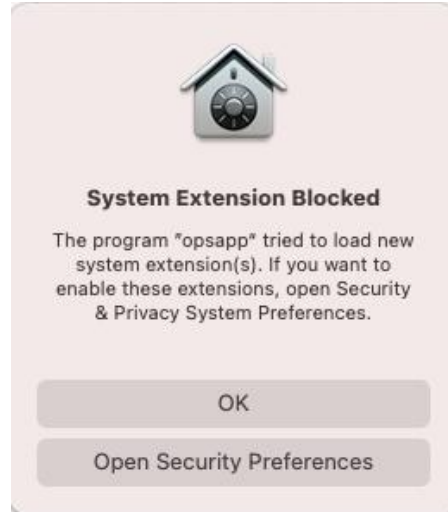 System Extension Blocked
The program "opsapp" tried to load new
system extension(s). If you want to
enable these extensions, open Security
& Privacy System Preferences.
OK
Open Security Preferences